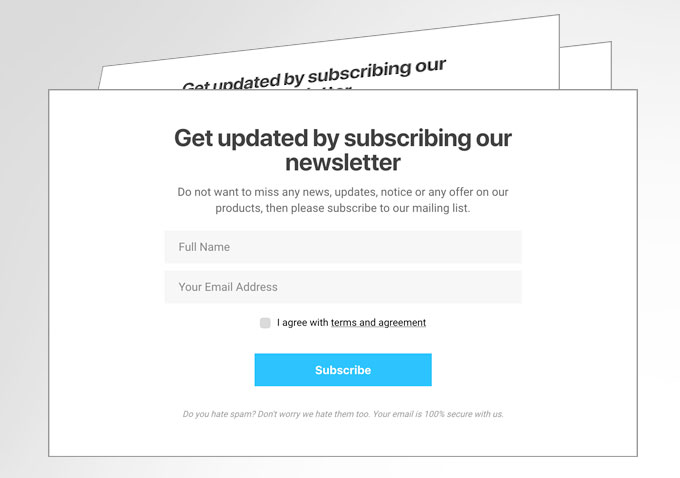 Get updated by subscribing our
Get updated by subscribing our
newsletter
Do not want to miss any news, updates, notice or any offer on our
products, then please subscribe to our mailing list.
Full Name
Your Email Address
I agree with terms and agreement
Subscribe
Do you hate spam? Don't worry we hate them too. Your email is 100% secure with us.